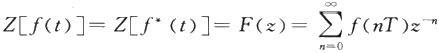 Z[f(t)]=Z[f*(t)]=F(z)=∑_{n=0}^{∞} f(nT)z^{-n}